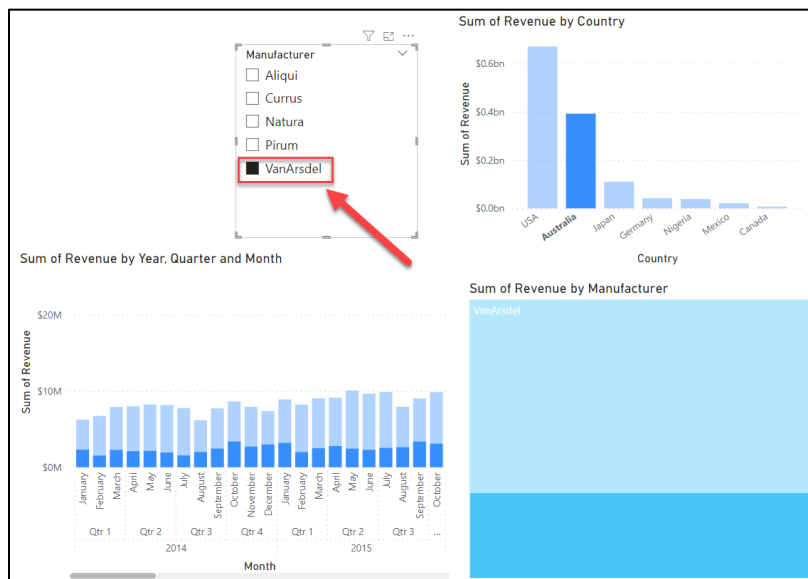 Manufacturer
Aliqui
Currus
Natura
Pirum
VanArsdel
Sum of Revenue by Country
Sum of Revenue
$0.6bn
$0.4bn
$0.2bn
$0.0bn
USA
Australia
Japan
Germany
Nigeria
Mexico
Canada
Country
Sum of Revenue by Year, Quarter and Month
Sum of Revenue
$20M
$10M
$0M
January
February
March
April
May
June
July
August
September
October
November
December
January
February
March
April
May
June
July
August
September
October
Qtr 1
Qtr 2
Qtr 3
Qtr 4
Qtr 1
Qtr 2
Qtr 3
...
2014
2015
Month
Sum of Revenue by Manufacturer
VanArsdel